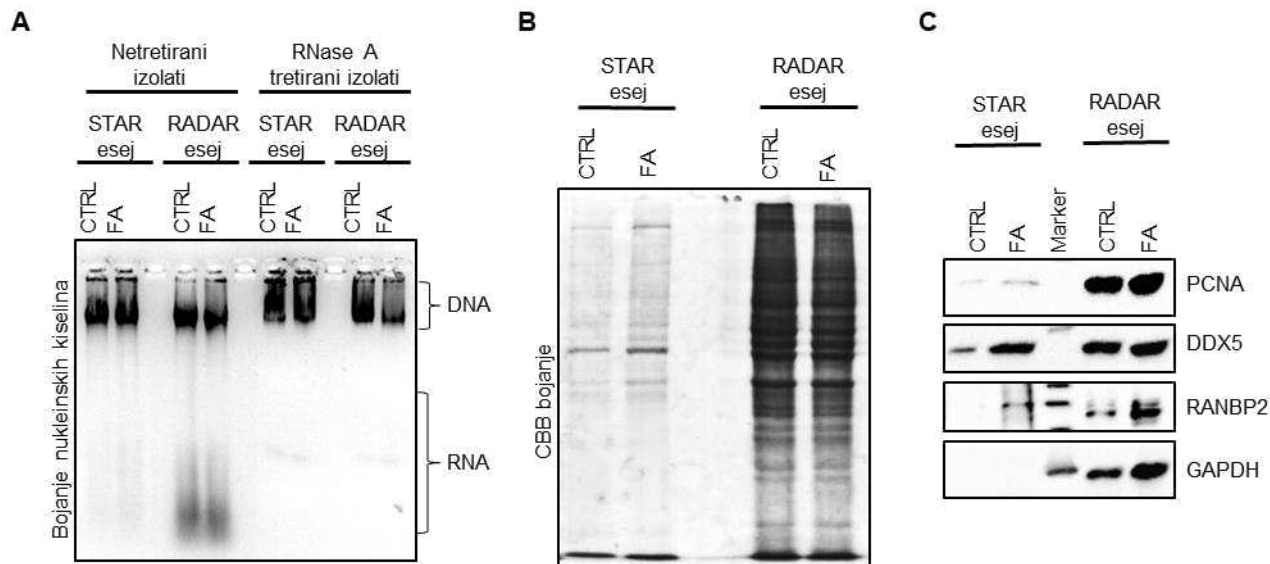 A
Netretirani
izolati
RNase A
tretirani izolati
STAR
esej
RADAR
esej
STAR
esej
RADAR
esej
CTRL
FA
CTRL
FA
CTRL
FA
CTRL
FA
Bojanje nukleinskih kiselina
DNA
RNA
B
STAR
esej
RADAR
esej
CTRL
FA
CTRL
FA
CBB bojanje
C
STAR
esej
RADAR
esej
CTRL
FA
Marker
CTRL
FA
PCNA
DDX5
RANBP2
GAPDH